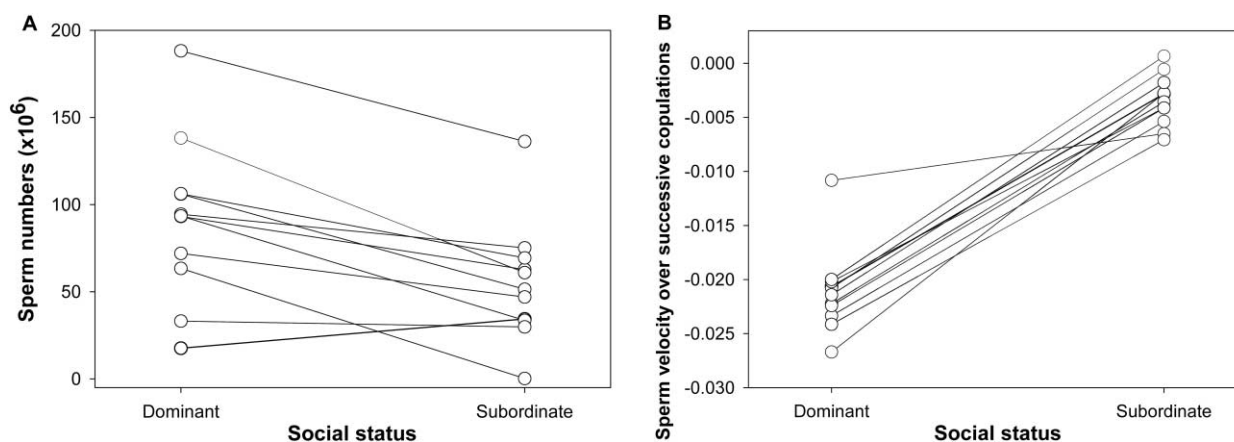 A
Sperm numbers (x10⁶)
200
150
100
50
0
Dominant
Subordinate
Social status
B
Sperm velocity over successive copulations
0.000
-0.005
-0.010
-0.015
-0.020
-0.025
-0.030
Dominant
Subordinate
Social status